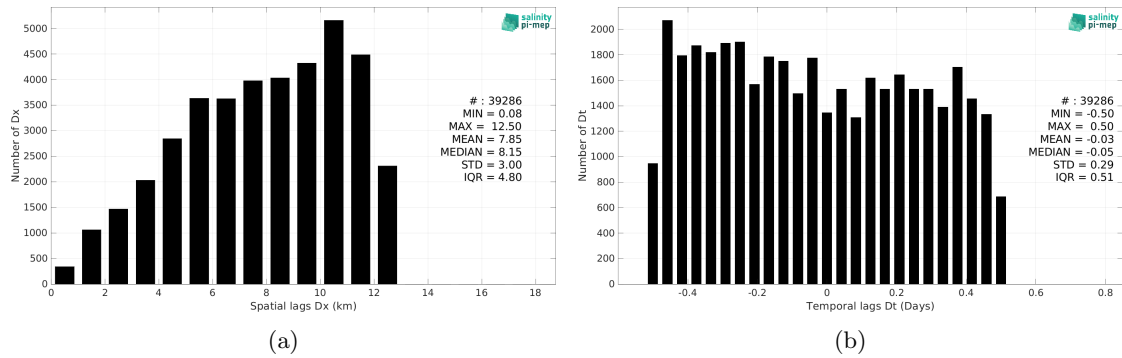 salinity
pi-mep
5000
4500
4000
3500
3000
2500
2000
1500
1000
500
0
Number of Dx
# : 39286
MIN = 0.08
MAX = 12.50
MEAN = 7.85
MEDIAN = 8.15
STD = 3.00
IQR = 4.80
0 2 4 6 8 10 12 14 16 18
Spatial lags Dx (km)
(a)
salinity
pi-mep
2000
1800
1600
1400
1200
1000
800
600
400
200
0
Number of Dt
# : 39286
MIN = -0.50
MAX = 0.50
MEAN = -0.03
MEDIAN = -0.05
STD = 0.29
IQR = 0.51
-0.4 -0.2 0 0.2 0.4 0.6 0.8
Temporal lags Dt (Days)
(b)